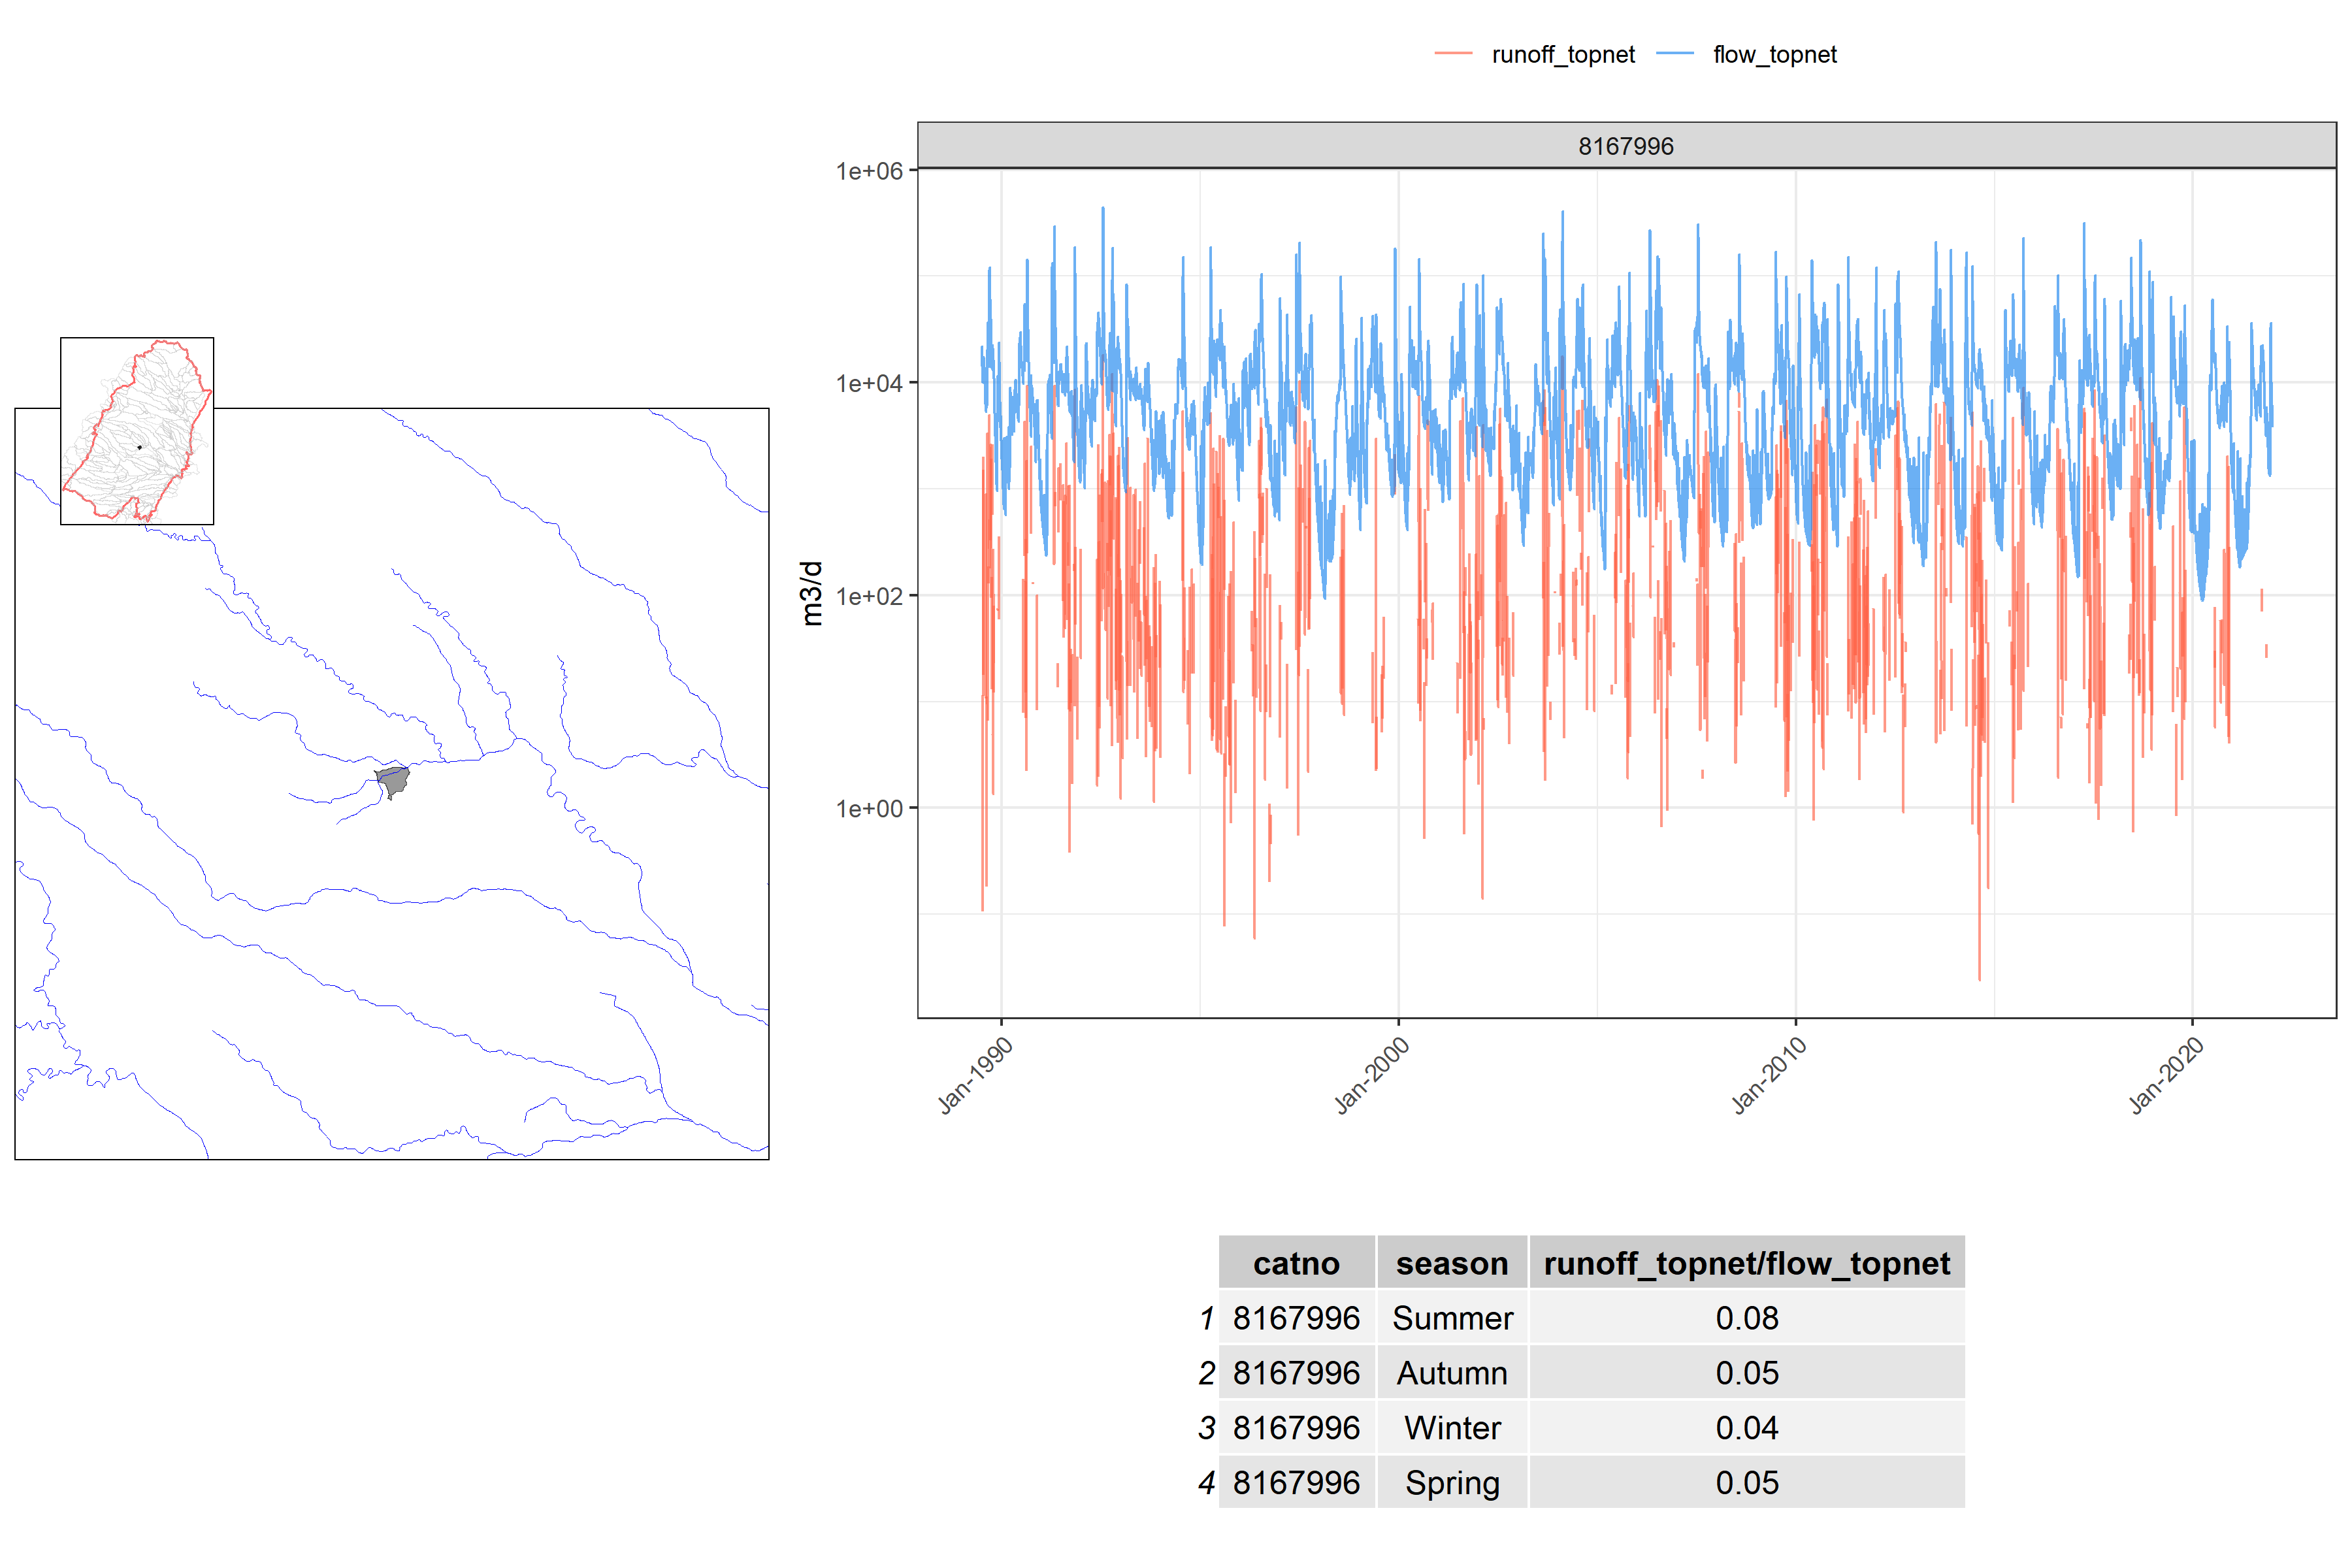 runoff_topnet flow_topnet
8167996
1e+06
1e+04
1e+02
1e+00
m3/d
Jan-1990 Jan-2000 Jan-2010 Jan-2020
catno season runoff_topnet/flow_topnet
1 8167996 Summer 0.08
2 8167996 Autumn 0.05
3 8167996 Winter 0.04
4 8167996 Spring 0.05